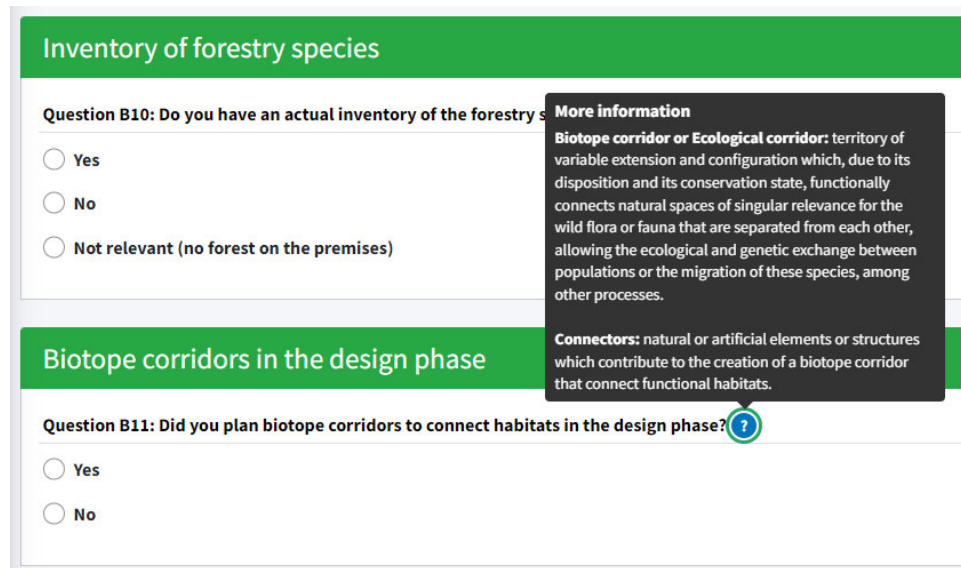 Inventory of forestry species
Question B10: Do you have an actual inventory of the forestry s
Yes
No
Not relevant (no forest on the premises)
More information
Biotope corridor or Ecological corridor: territory of
variable extension and configuration which, due to its
disposition and its conservation state, functionally
connects natural spaces of singular relevance for the
wild flora or fauna that are separated from each other,
allowing the ecological and genetic exchange between
populations or the migration of these species, among
other processes.
Connectors: natural or artificial elements or structures
which contribute to the creation of a biotope corridor
that connect functional habitats.
Biotope corridors in the design phase
Question B11: Did you plan biotope corridors to connect habitats in the design phase? ?
Yes
No